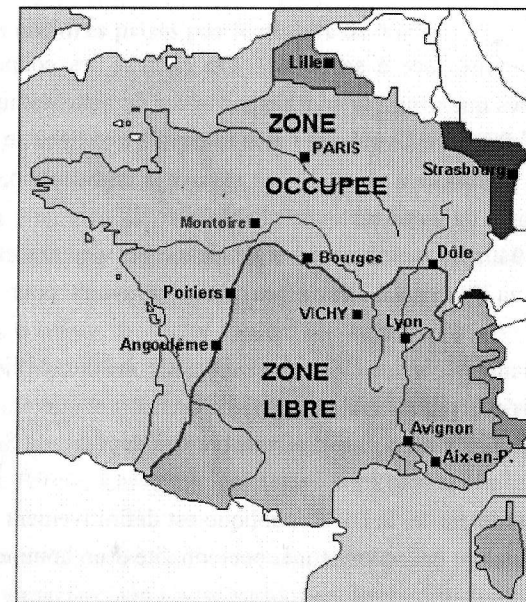 Lille
ZONE
PARIS
Strasbourg
OCCUPEE
Montoire
Bourges
Dôle
Poitiers
VICHY
Lyon
Angoulême
ZONE
LIBRE
Avignon
Aix-en-P.